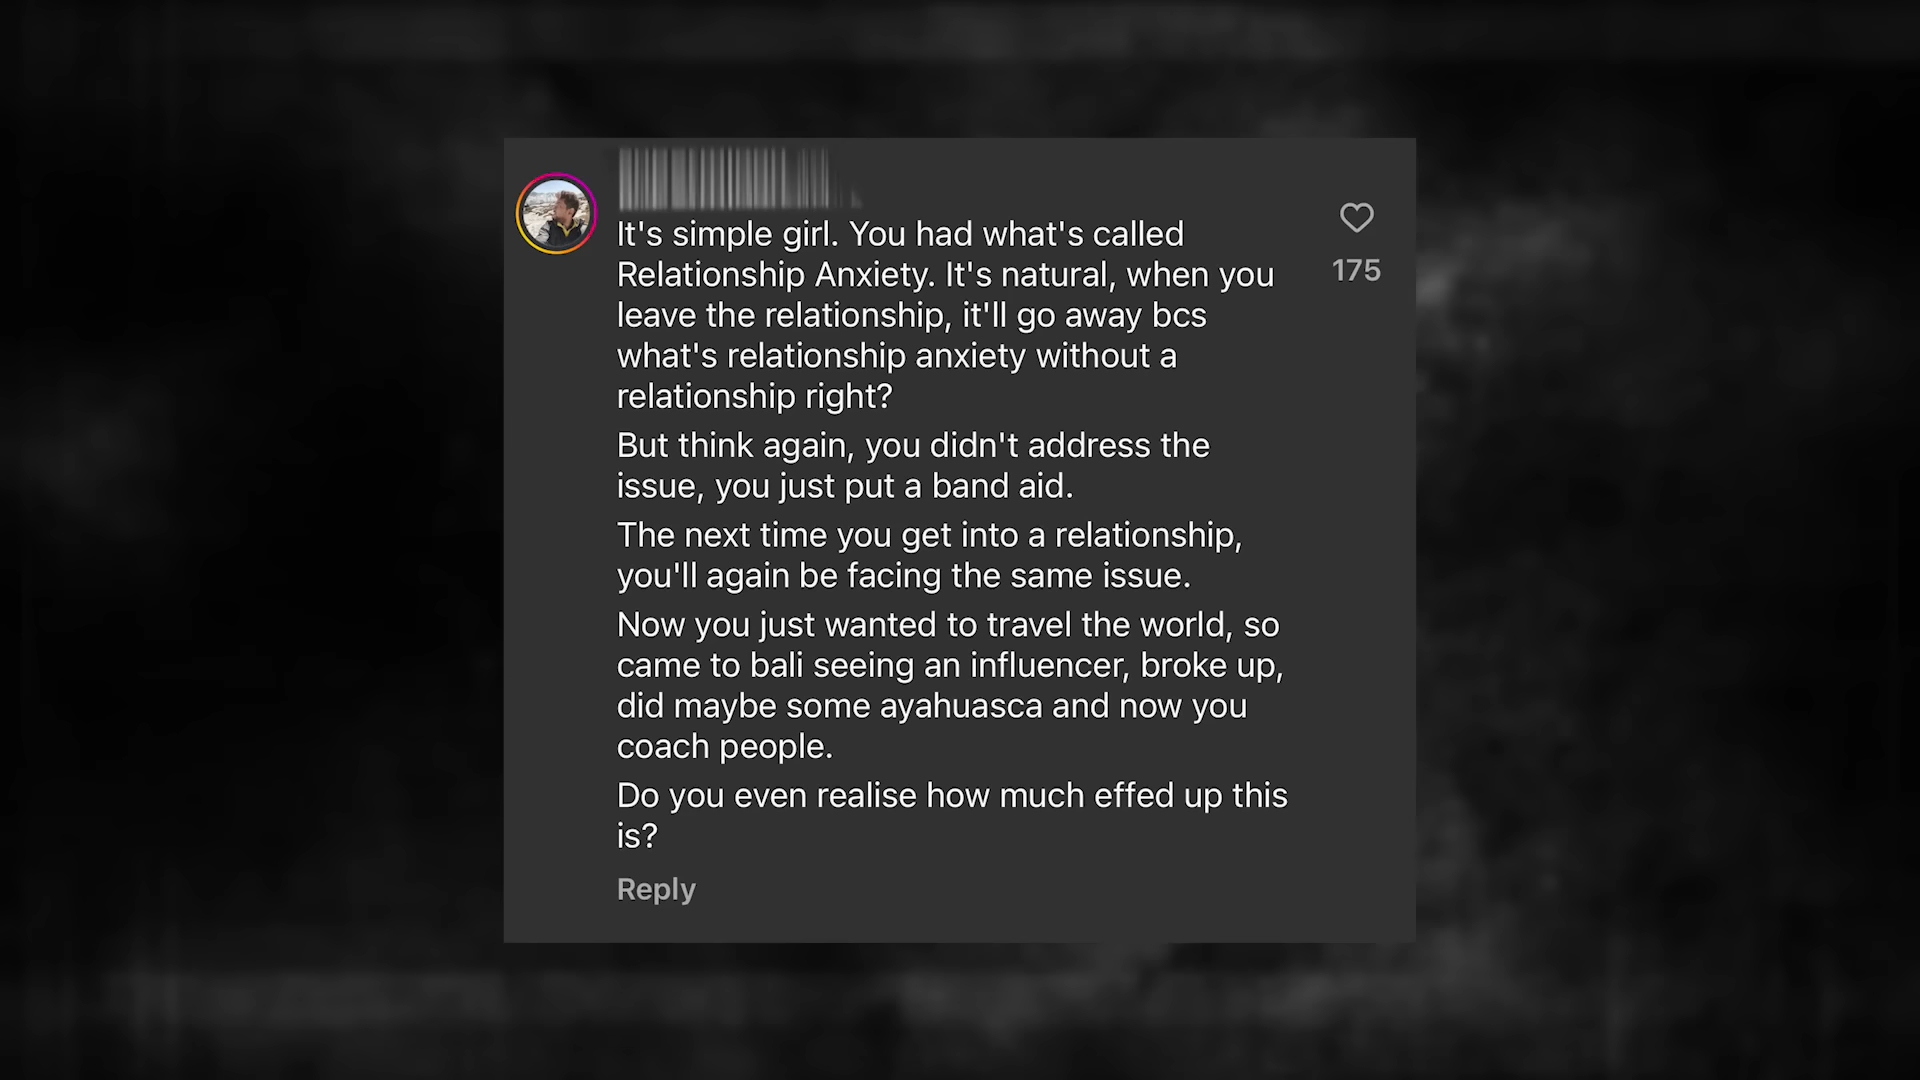 It's simple girl. You had what's called
Relationship Anxiety. It's natural, when you
leave the relationship, it'll go away bcs
what's relationship anxiety without a
relationship right?
175
But think again, you didn't address the
issue, you just put a band aid.
The next time you get into a relationship,
you'll again be facing the same issue.
Now you just wanted to travel the world, so
came to bali seeing an influencer, broke up,
did maybe some ayahuasca and now you
coach people.
Do you even realise how much effed up this
is?
Reply